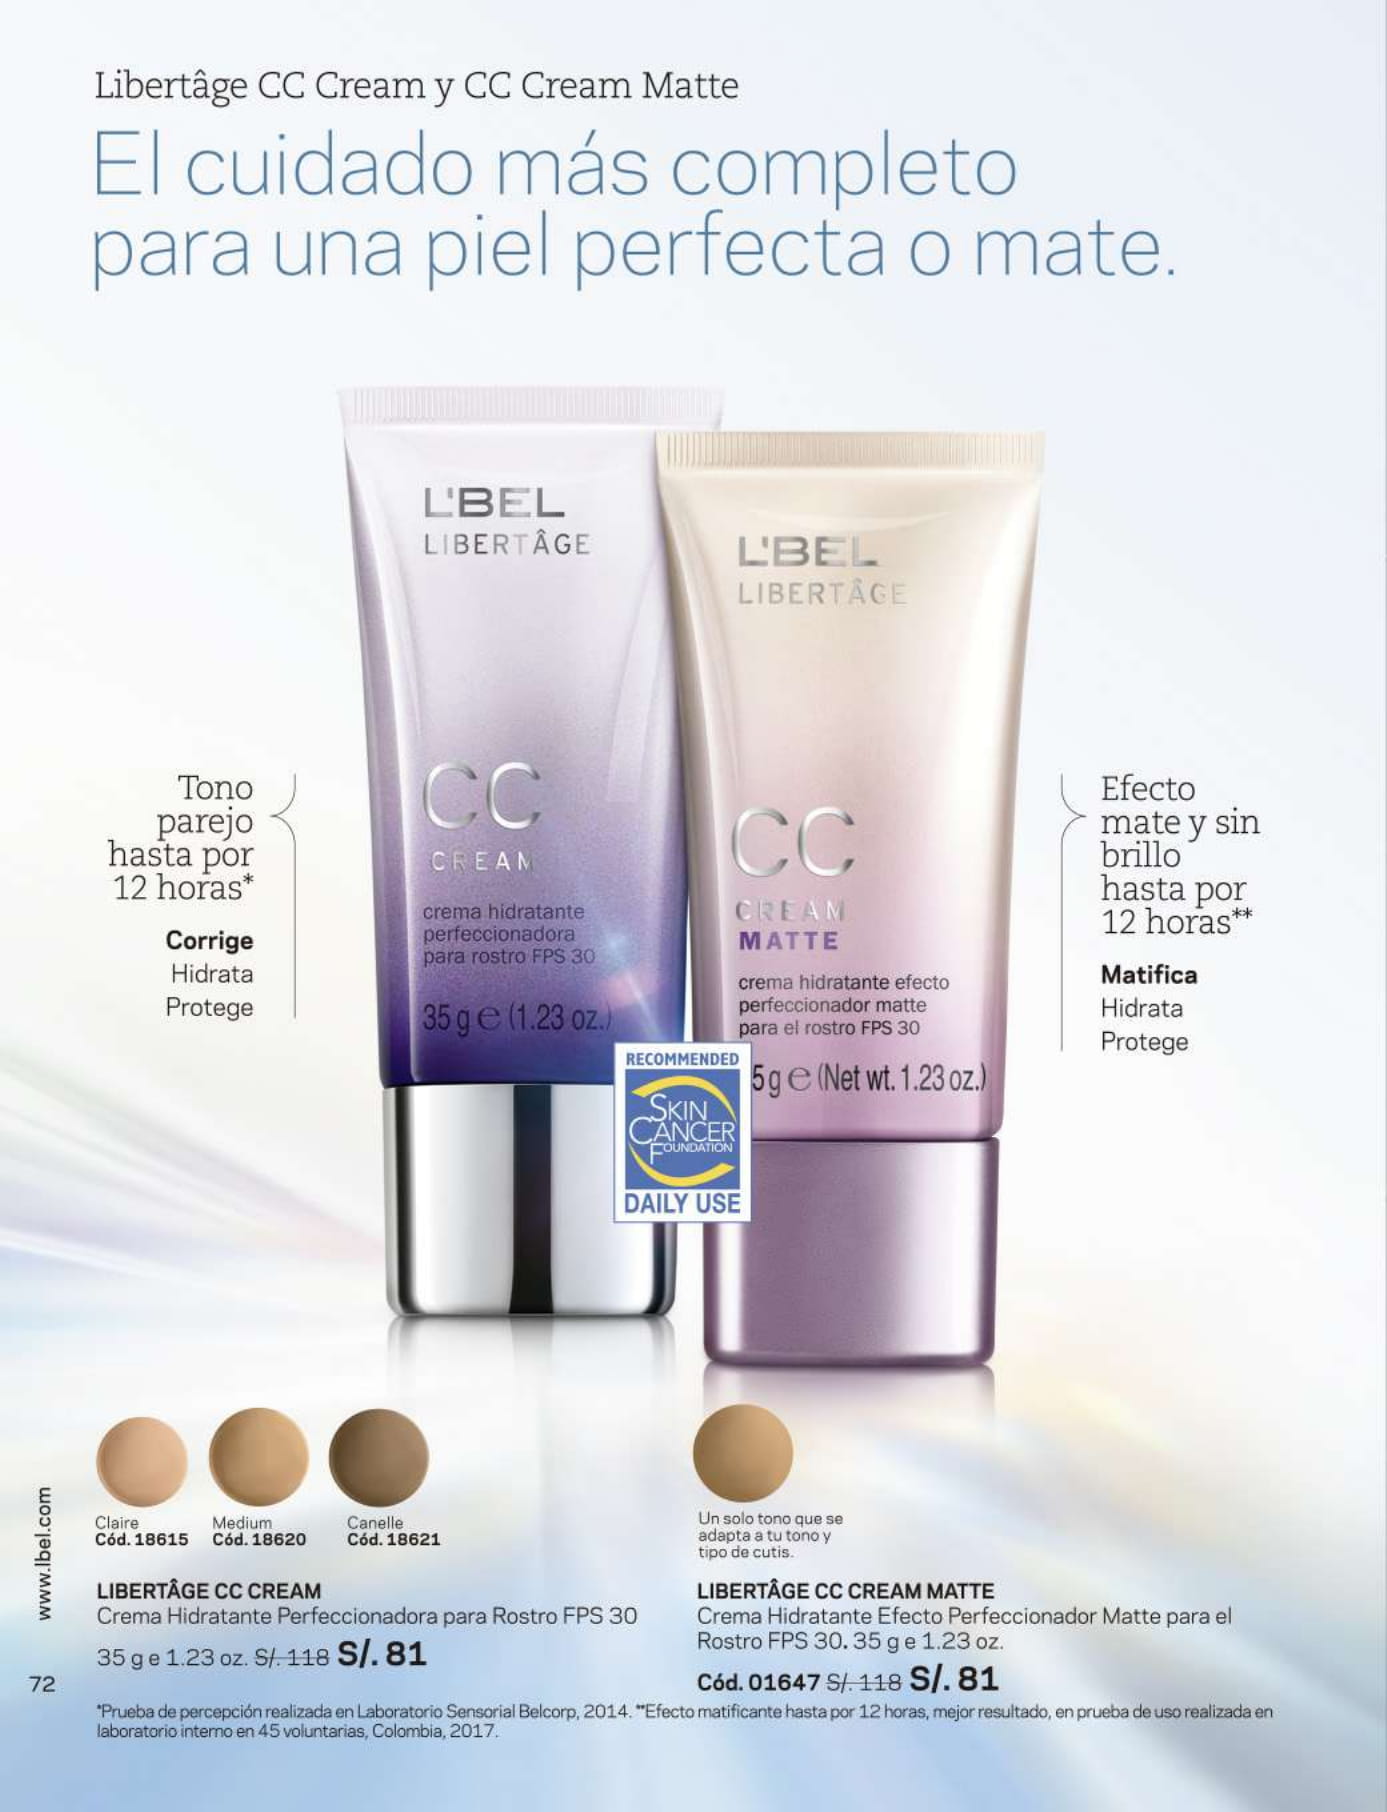 Libertâge CC Cream y CC Cream Matte
El cuidado más completo
para una piel perfecta o mate.
L'BEL
LIBERTÂGE
CC
CREAM
crema hidratante
perfeccionadora
para rostro FPS 30
35 g e (1.23 oz.)
L'BEL
LIBERTÂGE
CC
CREAM
MATTE
crema hidratante efecto
perfeccionador matte
para el rostro FPS 30
5 g e (Net wt. 1.23 oz.)
Tono
parejo
hasta por
12 horas*
Corrige
Hidrata
Protege
Efecto
mate y sin
brillo
hasta por
12 horas**
Matifica
Hidrata
Protege
RECOMMENDED
SKIN
CANCER
FOUNDATION
DAILY USE
Claire
Cód. 18615
Medium
Cód. 18620
Canelle
Cód. 18621
Un solo tono que se
adapta a tu tono y
tipo de cutis.
LIBERTÂGE CC CREAM
Crema Hidratante Perfeccionadora para Rostro FPS 30
35 g e 1.23 oz. S/. 118 S/. 81
LIBERTÂGE CC CREAM MATTE
Crema Hidratante Efecto Perfeccionador Matte para el
Rostro FPS 30. 35 g e 1.23 oz.
Cód. 01647 S/. 118 S/. 81
www.lbel.com
72
*Prueba de percepción realizada en Laboratorio Sensorial Belcorp, 2014. **Efecto matificante hasta por 12 horas, mejor resultado, en prueba de uso realizada en
laboratorio interno en 45 voluntarias, Colombia, 2017.